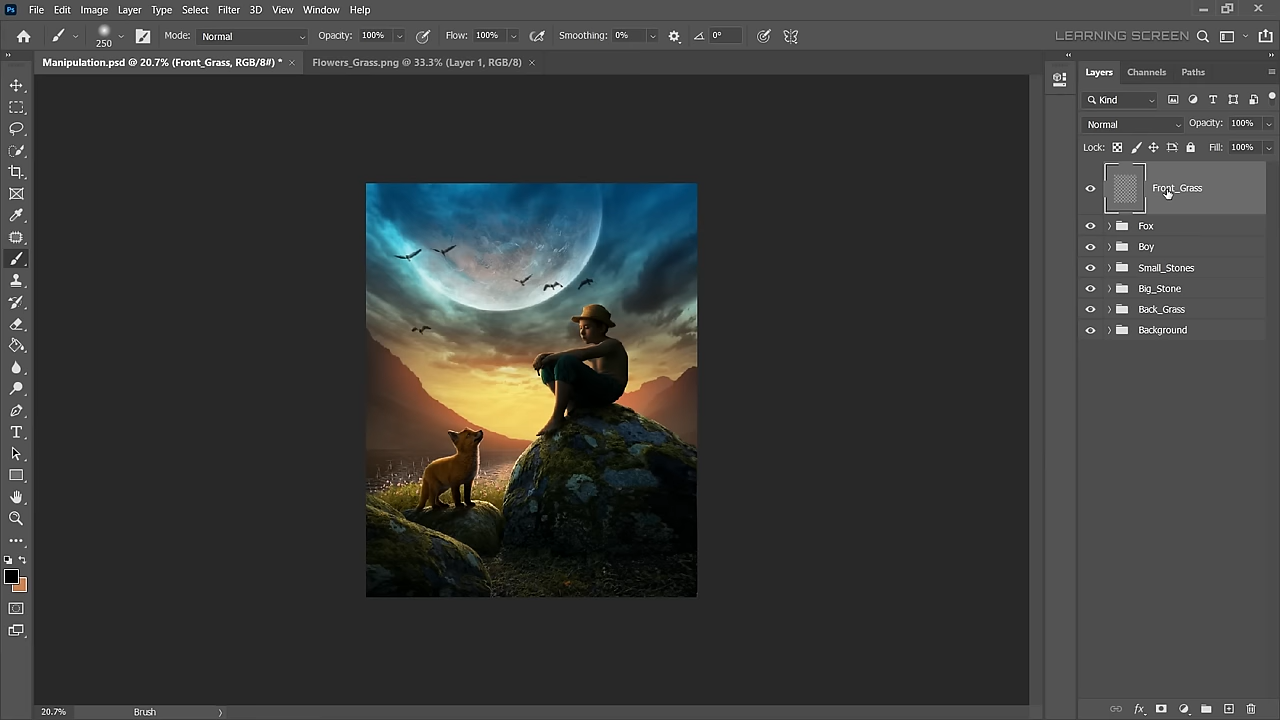 Ps File Edit Image Layer Type Select Filter 3D View Window Help
250 Mode: Normal Opacity: 100% Flow: 100% Smoothing: 0% 0° LEARNING SCREEN
Manipulation.psd @ 20.7% (Front_Grass, RGB/8#) * × Flowers_Grass.png @ 33.3% (Layer 1, RGB/8) ×
Layers Channels Paths
Kind
Normal Opacity: 100%
Lock: Fill: 100%
Front_Grass
Fox
Boy
Small_Stones
Big_Stone
Back_Grass
Background
20.7% Brush
fx